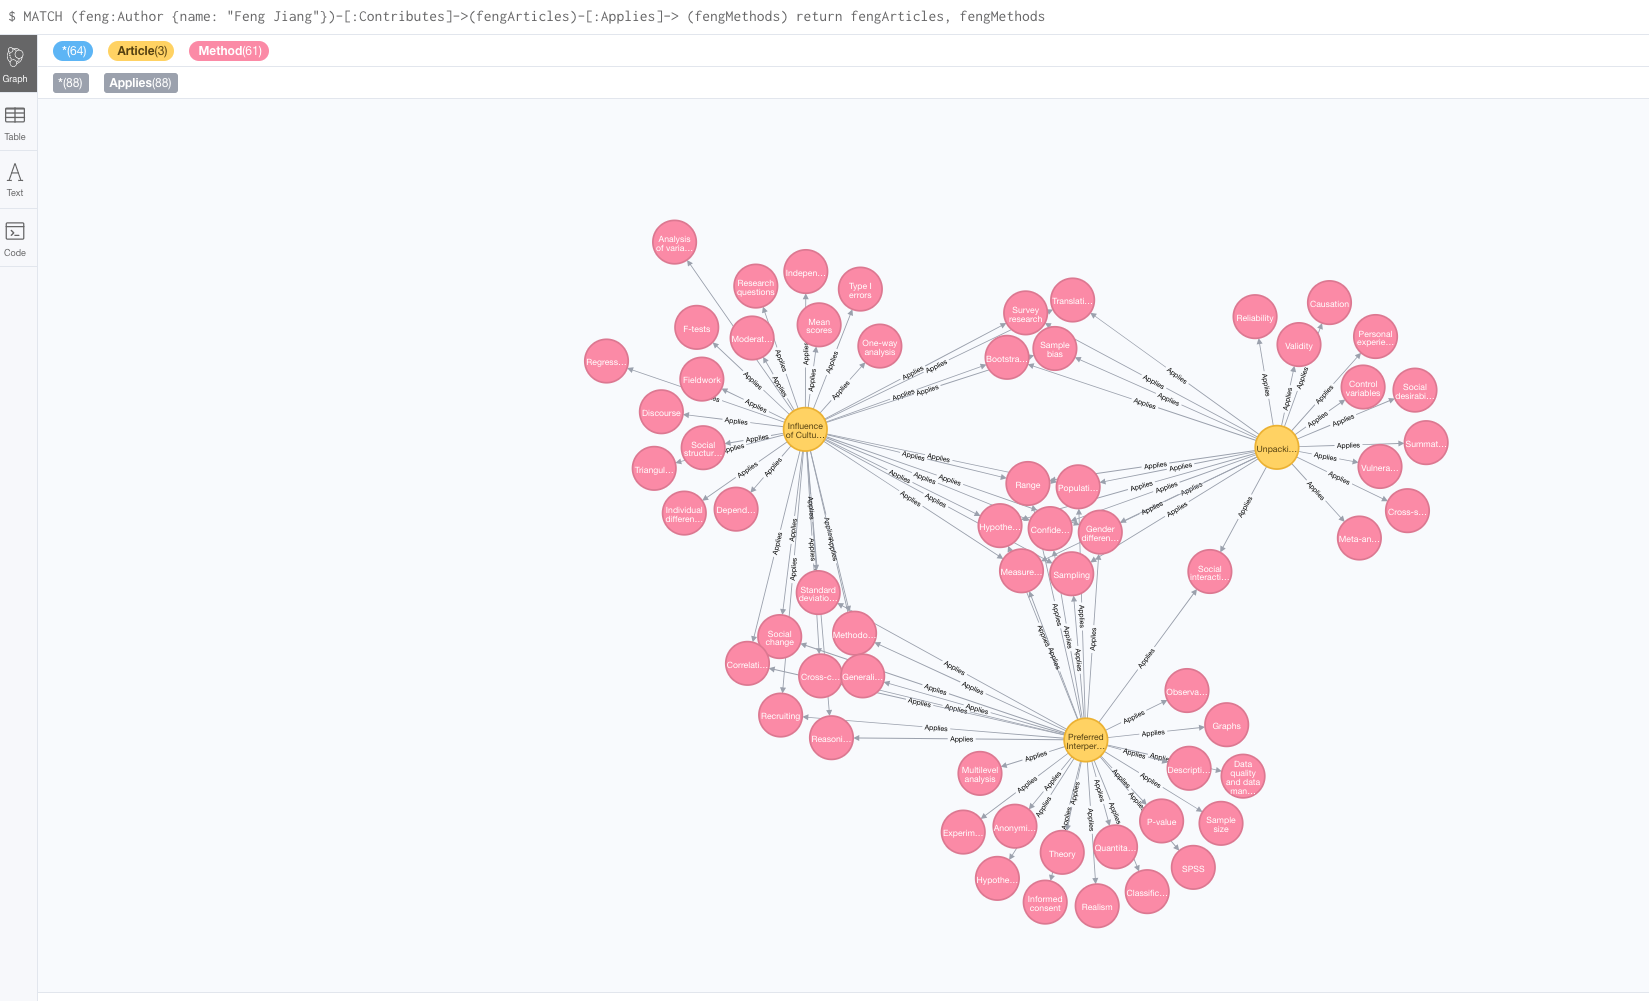 $ MATCH (feng:Author {name: "Feng Jiang"})-[:Contributes]->(fengArticles)-[:Applies]-> (fengMethods) return fengArticles, fengMethods
*(64) Article(3) Method(61)
*(88) Applies(88)
Graph
Table
Text
Code
Analysis
of varia...
Research
questions
Indepen...
Type I
errors
F-tests
Moderat...
Mean
scores
One-way
analysis
Regress...
Fieldwork
Discourse
Social
structur...
Triangul...
Individual
differen...
Depend...
Influence
of Cultu...
Survey
research
Translati...
Bootstra...
Sample
bias
Reliability
Causation
Validity
Personal
experie...
Control
variables
Social
desirabi...
Summat...
Vulnera...
Cross-s...
Meta-an...
Unpacki...
Range
Populati...
Hypothe...
Confide...
Gender
differen...
Measure...
Sampling
Social
interacti...
Standard
deviatio...
Social
change
Methodo...
Correlati...
Cross-c...
Generali...
Recruiting
Reasoni...
Preferred
Interper...
Observa...
Graphs
Descripti...
Data
quality
and data
man...
Multilevel
analysis
Experim...
Anonymi...
P-value
Sample
size
Theory
Quantita...
SPSS
Hypothe...
Informed
consent
Realism
Classific...
Applies